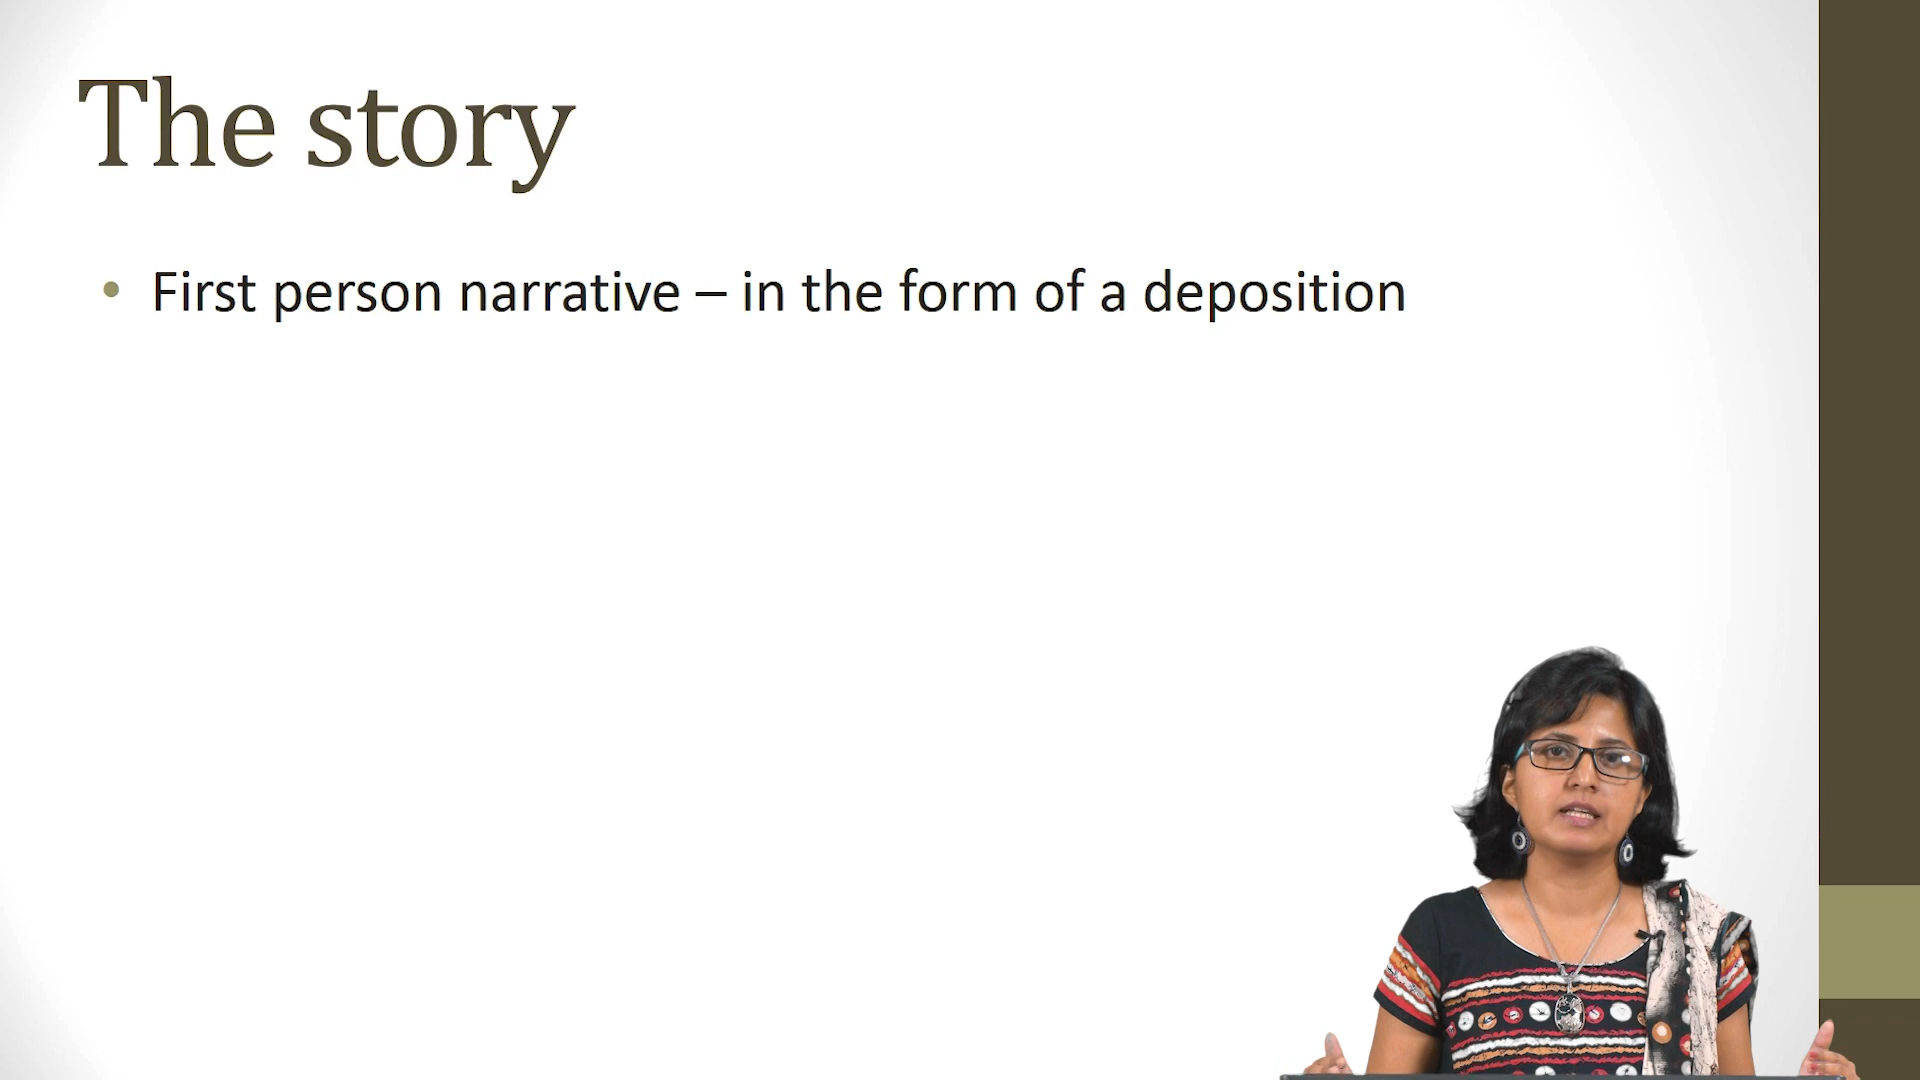 The story
• First person narrative – in the form of a deposition